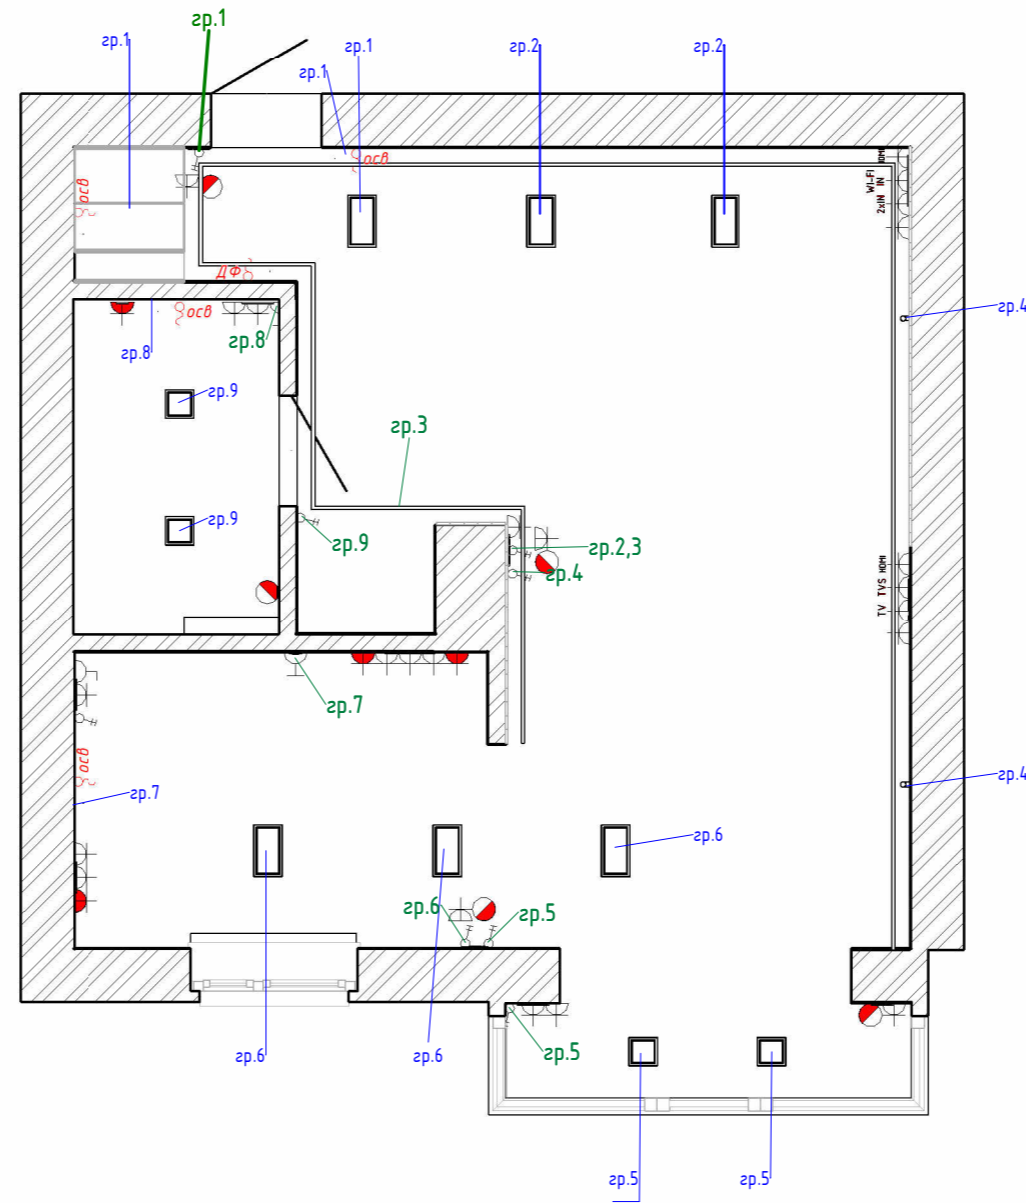 гр.1
гр.1
гр.1
гр.2
гр.2
гр.1
осв
HDMI
WI-FI
2xIN IN
осв
ДФ
осв
гр.4
гр.8
гр.8
гр.9
гр.3
гр.9
гр.9
гр.2,3
гр.4
TV TVS HDMI
гр.7
осв
гр.7
гр.4
гр.6
гр.6
гр.5
гр.6
гр.6
гр.5
гр.5
гр.5